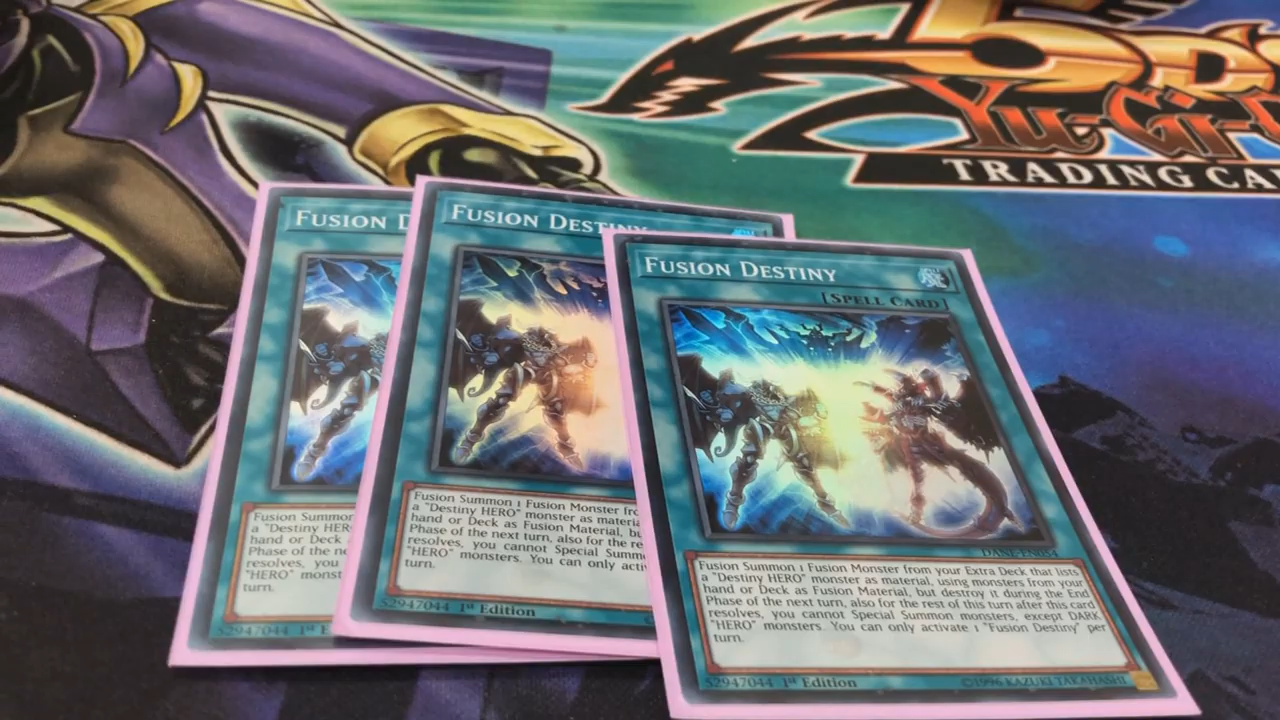 5D's
Yu-Gi-
TRADING CA
FUSION D
FUSION DESTINY
FUSION DESTINY
[SPELL CARD]
DANE-EN054
Fusion Summon 1 Fusion Monster from your Extra Deck that lists
a "Destiny HERO" monster as material, using monsters from your
hand or Deck as Fusion Material, but destroy it during the End
Phase of the next turn, also for the rest of this turn after this card
resolves, you cannot Special Summon monsters, except DARK
"HERO" monsters. You can only activate 1 "Fusion Destiny" per
turn.
52947044 1st Edition
©1996 KAZUKI TAKAHASHI
Fusion Summon 1 Fusion Monster fro
a "Destiny HERO" monster as materia
hand or Deck as Fusion Material, bu
Phase of the next turn, also for the re
resolves, you cannot Special Summ
"HERO" monsters. You can only acti
turn.
52947044 1st Edition
Fusion Summo
a "Destiny HER
hand or Deck
Phase of the ne
resolves, you
"HERO" monst
turn.
52947044 1st E